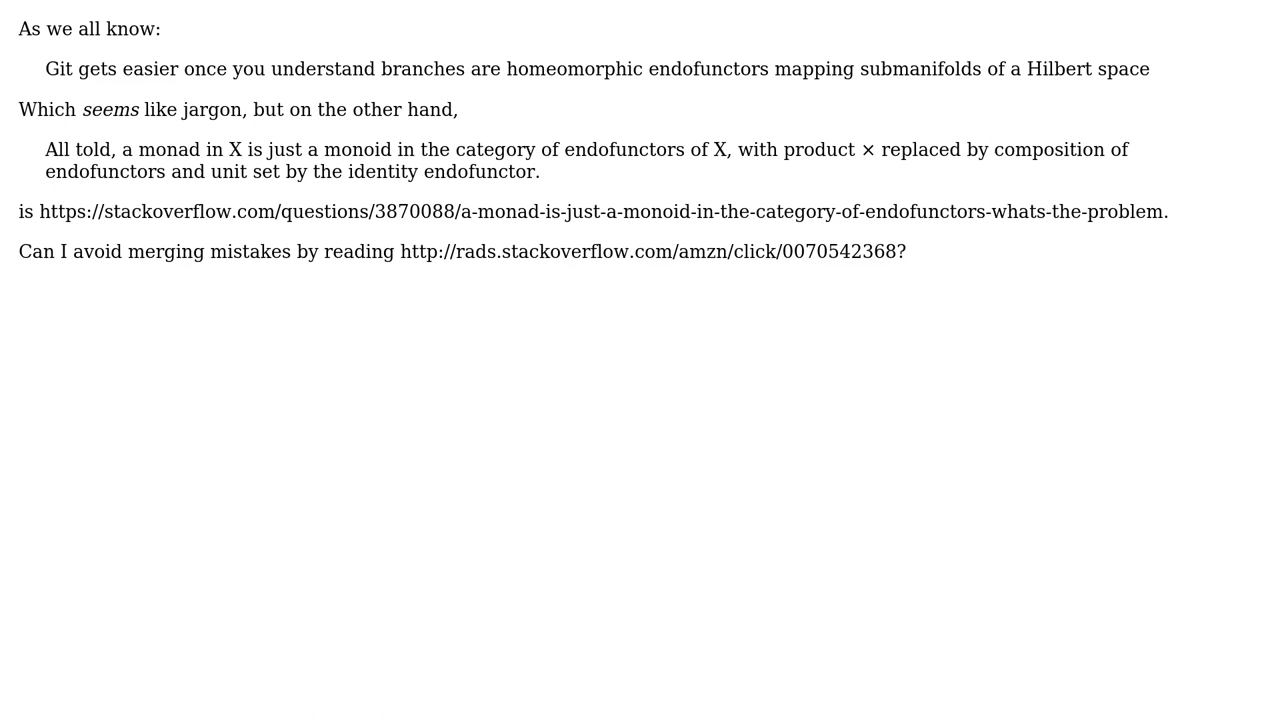 As we all know:
Git gets easier once you understand branches are homeomorphic endofunctors mapping submanifolds of a Hilbert space
Which seems like jargon, but on the other hand,
All told, a monad in X is just a monoid in the category of endofunctors of X, with product × replaced by composition of
endofunctors and unit set by the identity endofunctor.
is https://stackoverflow.com/questions/3870088/a-monad-is-just-a-monoid-in-the-category-of-endofunctors-whats-the-problem.
Can I avoid merging mistakes by reading http://rads.stackoverflow.com/amzn/click/0070542368?